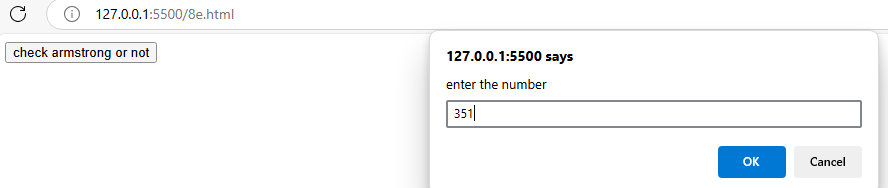 127.0.0.1:5500/8e.html
check armstrong or not
127.0.0.1:5500 says
enter the number
351
OK Cancel